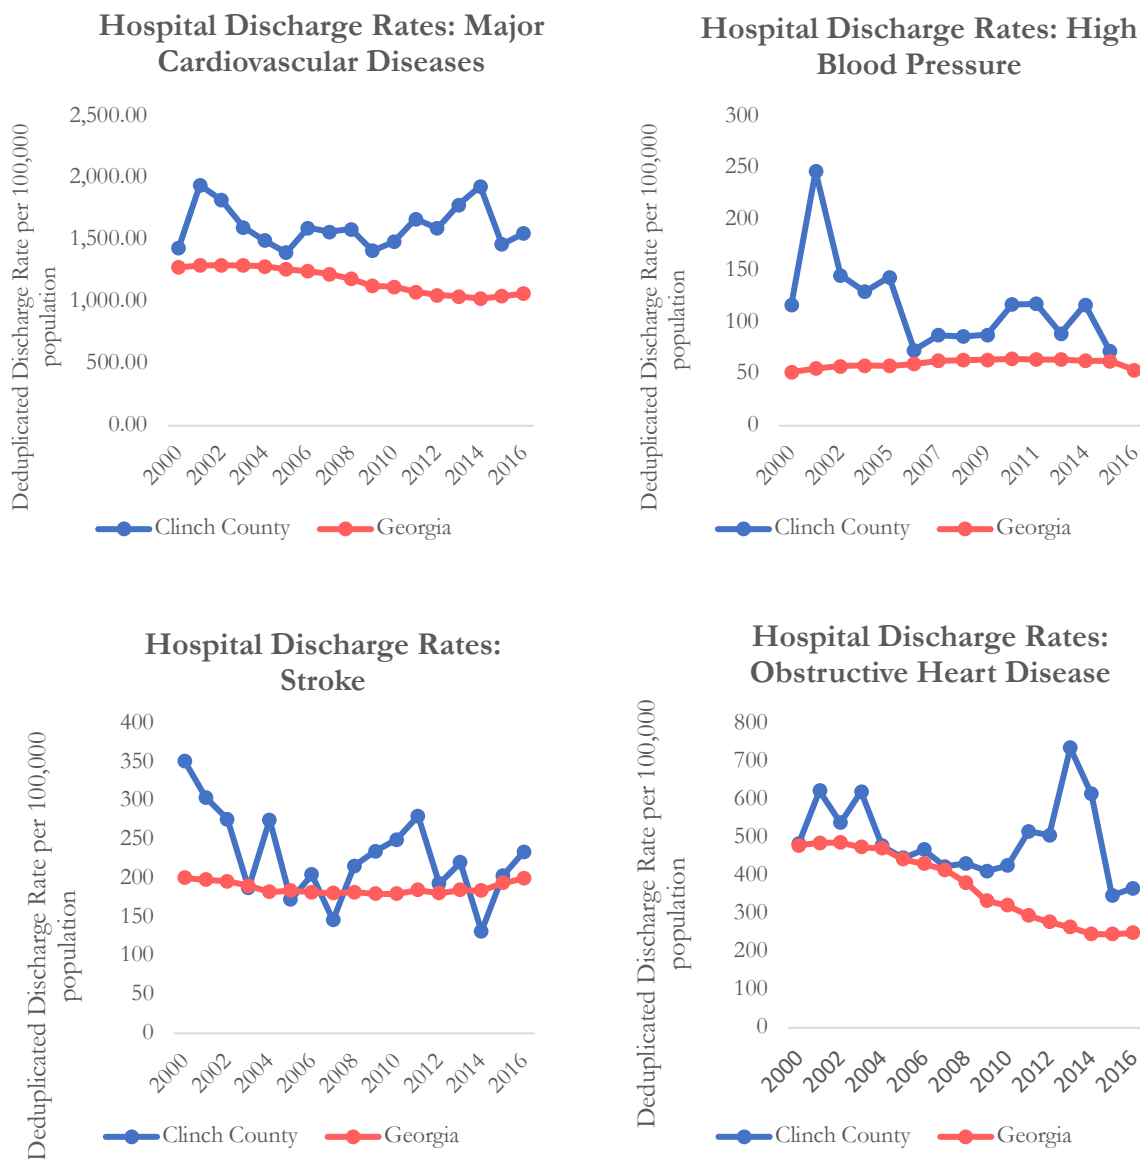 Hospital Discharge Rates: Major
Cardiovascular Diseases
Deduplicated Discharge Rate per 100,000
population
2,500.00
2,000.00
1,500.00
1,000.00
500.00
0.00
2000
2002
2004
2006
2008
2010
2012
2014
2016
Clinch County
Georgia
Hospital Discharge Rates: High
Blood Pressure
Deduplicated Discharge Rate per 100,000
population
300
250
200
150
100
50
0
2000
2002
2005
2007
2009
2011
2014
2016
Clinch County
Georgia
Hospital Discharge Rates:
Stroke
Deduplicated Discharge Rate per 100,000
population
400
350
300
250
200
150
100
50
0
2000
2002
2004
2006
2008
2010
2012
2014
2016
Clinch County
Georgia
Hospital Discharge Rates:
Obstructive Heart Disease
Deduplicated Discharge Rate per 100,000
population
800
700
600
500
400
300
200
100
0
2000
2002
2004
2006
2008
2010
2012
2014
2016
Clinch County
Georgia